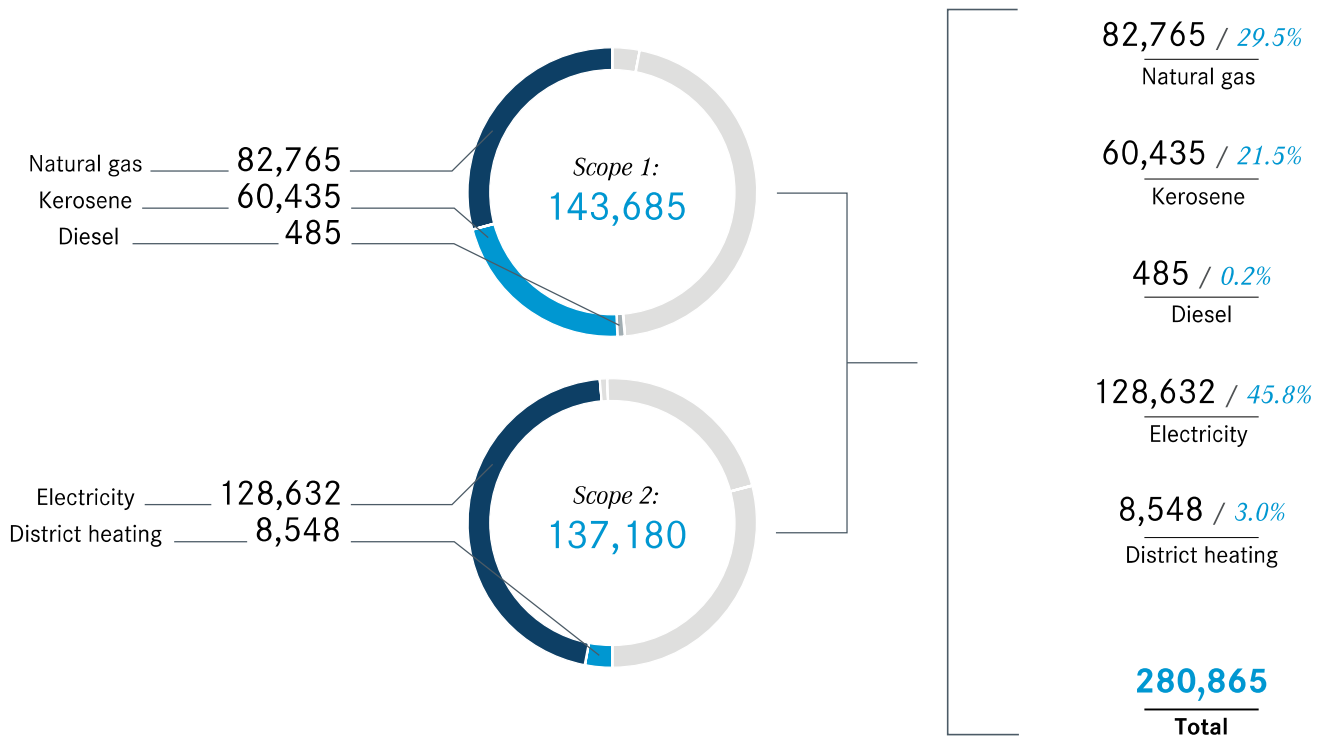 Natural gas 82,765
Kerosene 60,435
Diesel 485
Scope 1:
143,685
Electricity 128,632
District heating 8,548
Scope 2:
137,180
82,765 / 29.5%
Natural gas
60,435 / 21.5%
Kerosene
485 / 0.2%
Diesel
128,632 / 45.8%
Electricity
8,548 / 3.0%
District heating
280,865
Total